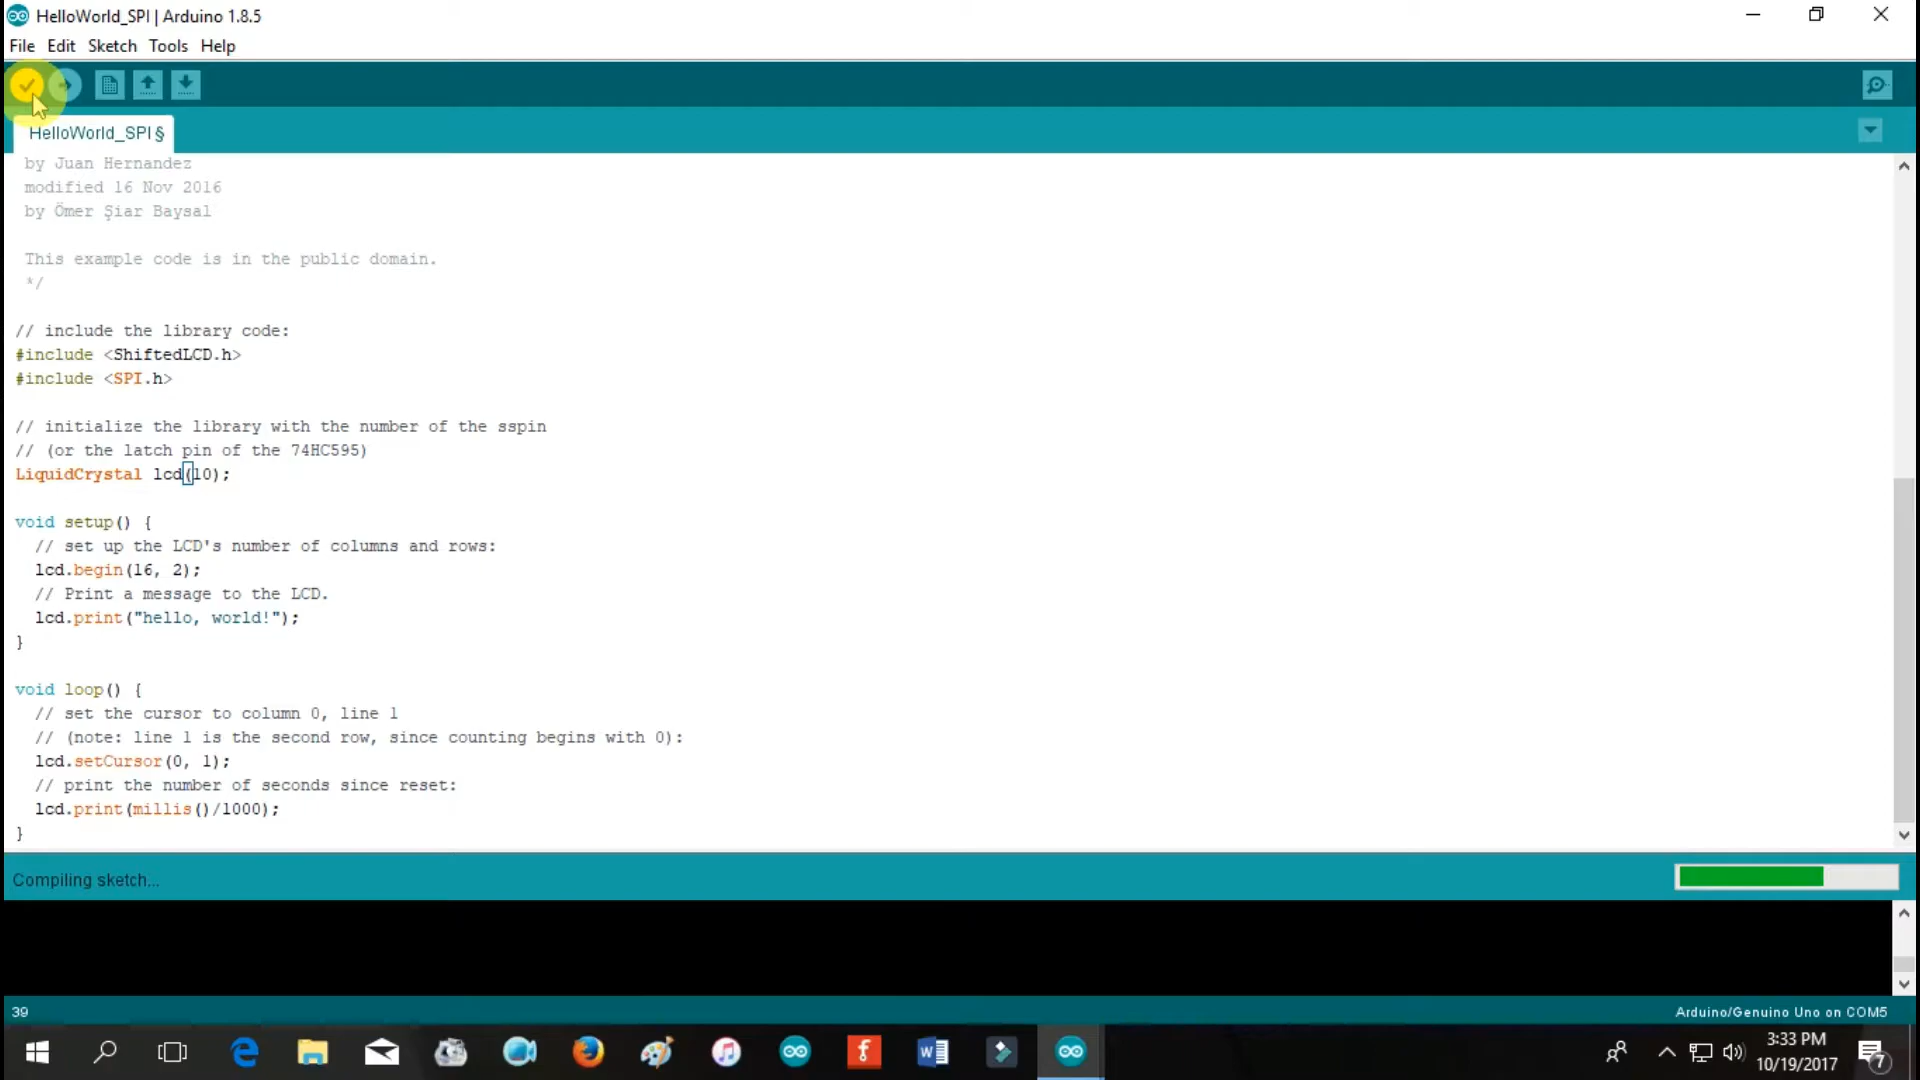 HelloWorld_SPI | Arduino 1.8.5
File Edit Sketch Tools Help
HelloWorld_SPI §
by Juan Hernandez
modified 16 Nov 2016
by Ömer Şiar Baysal
This example code is in the public domain.
*/
// include the library code:
#include <ShiftedLCD.h>
#include <SPI.h>
// initialize the library with the number of the sspin
// (or the latch pin of the 74HC595)
LiquidCrystal lcd(10);
void setup() {
// set up the LCD's number of columns and rows:
lcd.begin(16, 2);
// Print a message to the LCD.
lcd.print("hello, world!");
}
void loop() {
// set the cursor to column 0, line 1
// (note: line 1 is the second row, since counting begins with 0):
lcd.setCursor(0, 1);
// print the number of seconds since reset:
lcd.print(millis()/1000);
}
Compiling sketch...
39
Arduino/Genuino Uno on COM5
3:33 PM
10/19/2017
7